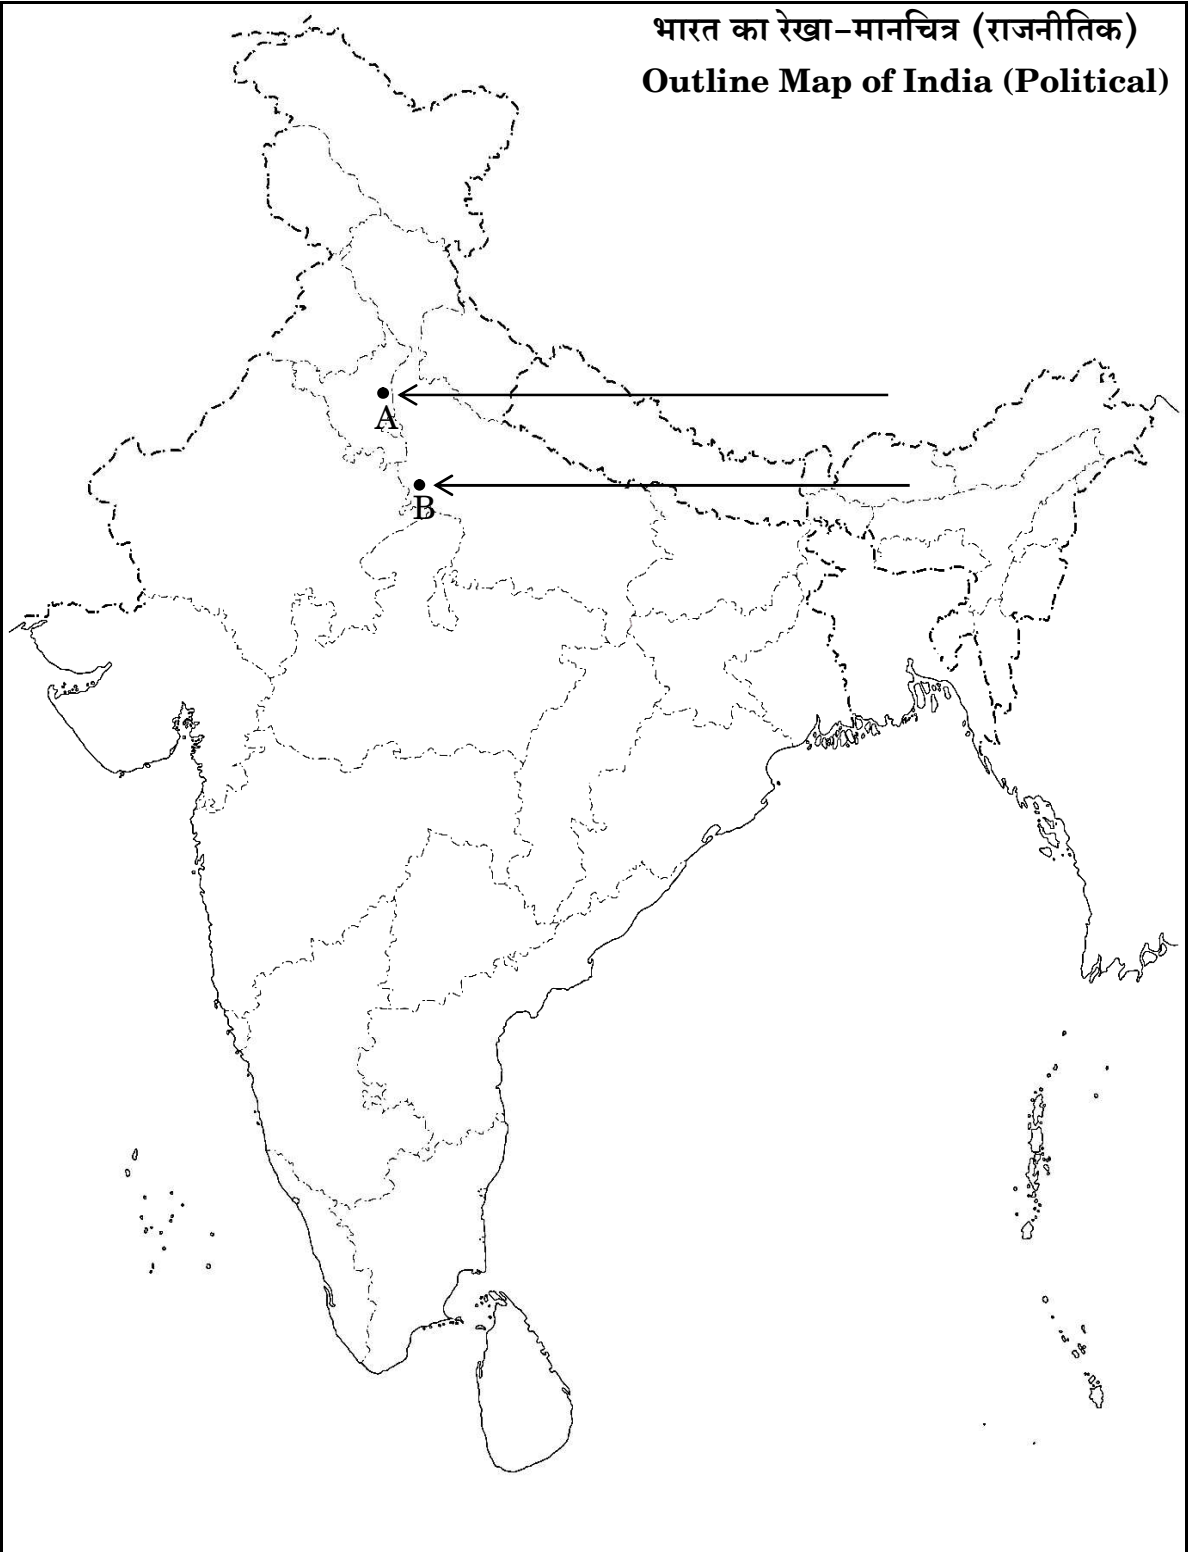 भारत का रेखा-मानचित्र (राजनीतिक)
Outline Map of India (Political)
A
B